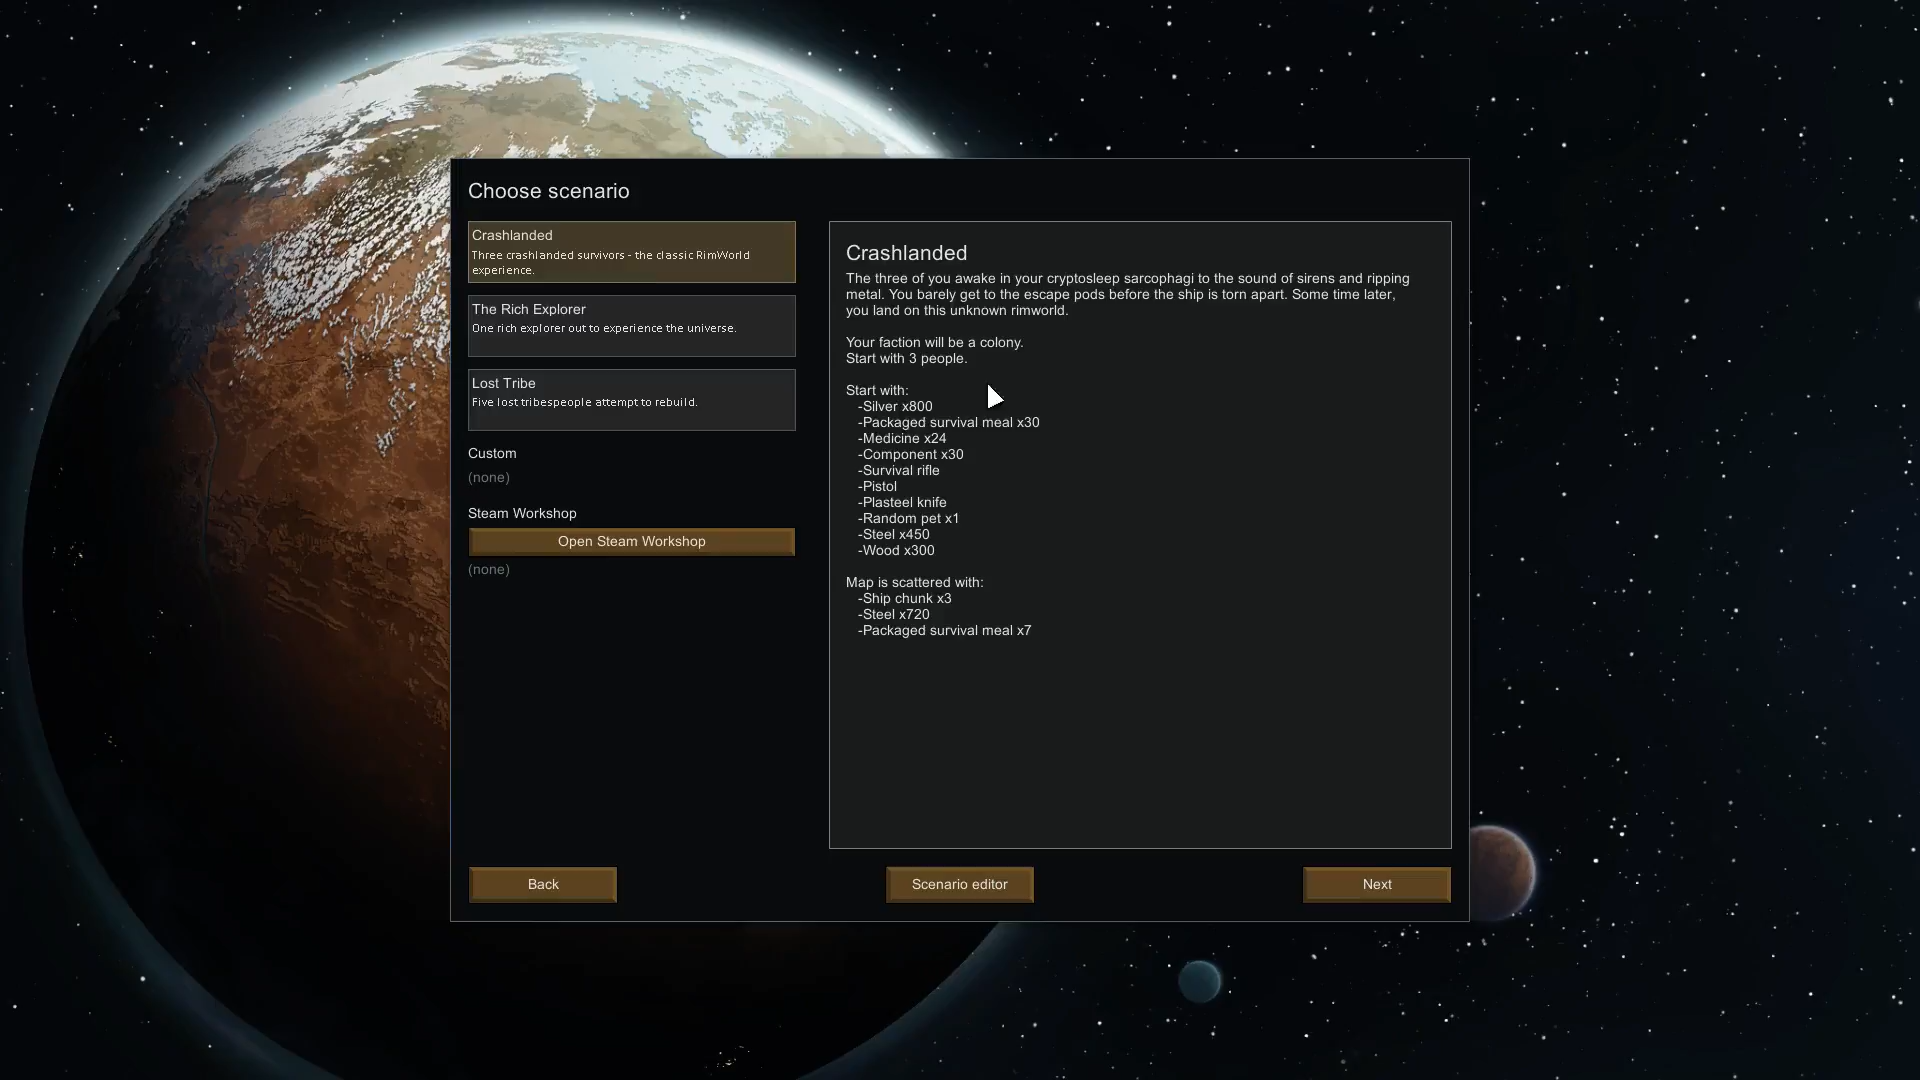 Choose scenario
Crashlanded
Three crashlanded survivors - the classic RimWorld
experience.
The Rich Explorer
One rich explorer out to experience the universe.
Lost Tribe
Five lost tribespeople attempt to rebuild.
Custom
(none)
Steam Workshop
Open Steam Workshop
(none)
Crashlanded
The three of you awake in your cryptosleep sarcophagi to the sound of sirens and ripping
metal. You barely get to the escape pods before the ship is torn apart. Some time later,
you land on this unknown rimworld.
Your faction will be a colony.
Start with 3 people.
Start with:
-Silver x800
-Packaged survival meal x30
-Medicine x24
-Component x30
-Survival rifle
-Pistol
-Plasteel knife
-Random pet x1
-Steel x450
-Wood x300
Map is scattered with:
-Ship chunk x3
-Steel x720
-Packaged survival meal x7
Back
Scenario editor
Next